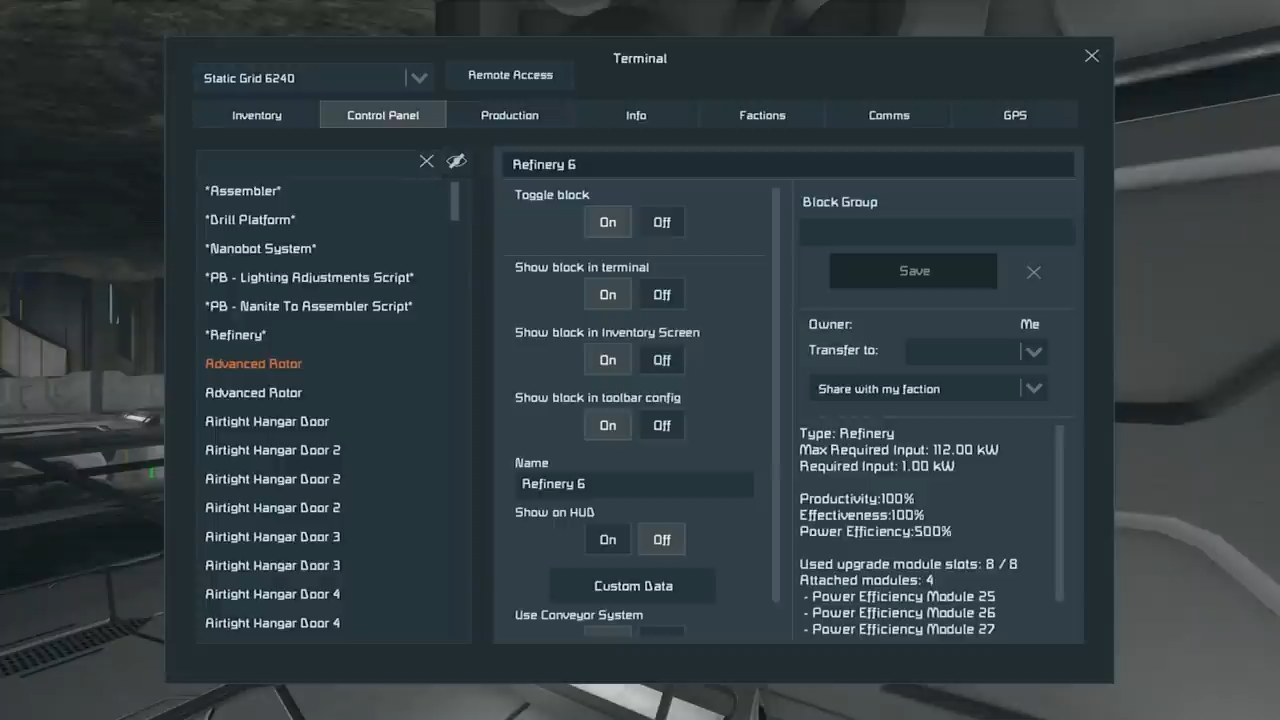 Terminal
Static Grid 6240
Remote Access
Inventory
Control Panel
Production
Info
Factions
Comms
GPS
*Assembler*
*Drill Platform*
*Nanobot System*
*PB - Lighting Adjustments Script*
*PB - Nanite To Assembler Script*
*Refinery*
Advanced Rotor
Advanced Rotor
Airtight Hangar Door
Airtight Hangar Door 2
Airtight Hangar Door 2
Airtight Hangar Door 2
Airtight Hangar Door 3
Airtight Hangar Door 3
Airtight Hangar Door 4
Airtight Hangar Door 4
Refinery 6
Toggle block
On Off
Show block in terminal
On Off
Show block in Inventory Screen
On Off
Show block in toolbar config
On Off
Name
Refinery 6
Show on HUD
On Off
Custom Data
Use Conveyor System
Block Group
Save
Owner: Me
Transfer to:
Share with my faction
Type: Refinery
Max Required Input: 112.00 kW
Required Input: 1.00 kW
Productivity:100%
Effectiveness:100%
Power Efficiency:500%
Used upgrade module slots: 8 / 8
Attached modules: 4
- Power Efficiency Module 25
- Power Efficiency Module 26
- Power Efficiency Module 27